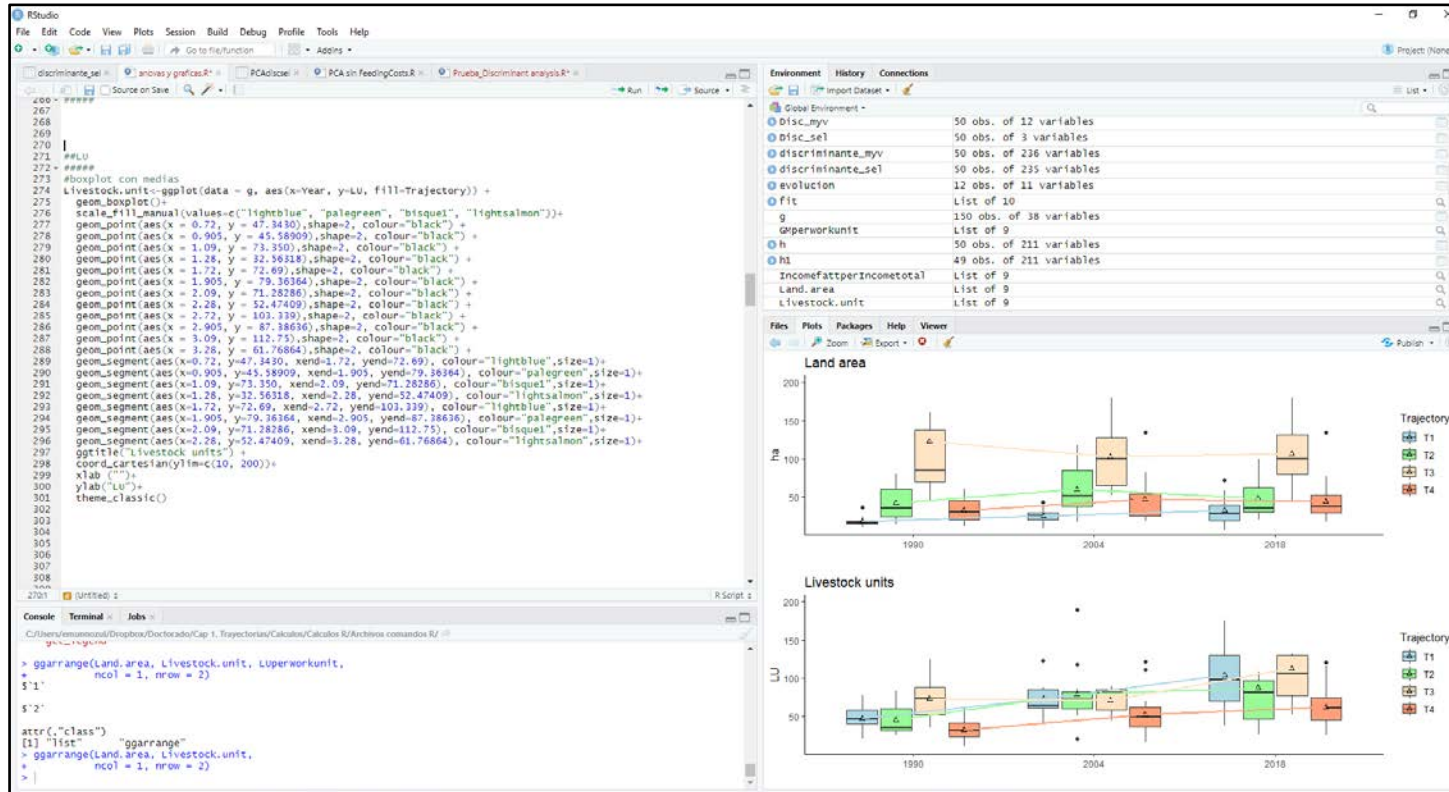 RStudio
File Edit Code View Plots Session Build Debug Profile Tools Help
Go to file/function Addins
Project: (None
discriminante_sel anovas y graficas.R* PCAdiscsel PCA sin FeedingCosts.R Prueba_Discriminant analysis.R*
Source on Save Run Source
266 #####
267
268
269
270
271 ##LU
272 #####
273 #boxplot con medias
274 Livestock.unit<-ggplot(data = g, aes(x=Year, y=LU, fill=Trajectory)) +
275 geom_boxplot()+
276 scale_fill_manual(values=c("lightblue", "palegreen", "bisque1", "lightsalmon"))+
277 geom_point(aes(x = 0.72, y = 47.3430),shape=2, colour="black") +
278 geom_point(aes(x = 0.905, y = 45.58909),shape=2, colour="black") +
279 geom_point(aes(x = 1.09, y = 73.350),shape=2, colour="black") +
280 geom_point(aes(x = 1.28, y = 32.56318),shape=2, colour="black") +
281 geom_point(aes(x = 1.72, y = 72.69),shape=2, colour="black") +
282 geom_point(aes(x = 1.905, y = 79.36364),shape=2, colour="black") +
283 geom_point(aes(x = 2.09, y = 71.28286),shape=2, colour="black") +
284 geom_point(aes(x = 2.28, y = 52.47409),shape=2, colour="black") +
285 geom_point(aes(x = 2.72, y = 103.339),shape=2, colour="black") +
286 geom_point(aes(x = 2.905, y = 87.38636),shape=2, colour="black") +
287 geom_point(aes(x = 3.09, y = 112.75),shape=2, colour="black") +
288 geom_point(aes(x = 3.28, y = 61.76864),shape=2, colour="black") +
289 geom_segment(aes(x=0.72, y=47.3430, xend=1.72, yend=72.69), colour="lightblue",size=1)+
290 geom_segment(aes(x=0.905, y=45.58909, xend=1.905, yend=79.36364), colour="palegreen",size=1)+
291 geom_segment(aes(x=1.09, y=73.350, xend=2.09, yend=71.28286), colour="bisque1",size=1)+
292 geom_segment(aes(x=1.28, y=32.56318, xend=2.28, yend=52.47409), colour="lightsalmon",size=1)+
293 geom_segment(aes(x=1.72, y=72.69, xend=2.72, yend=103.339), colour="lightblue",size=1)+
294 geom_segment(aes(x=1.905, y=79.36364, xend=2.905, yend=87.38636), colour="palegreen",size=1)+
295 geom_segment(aes(x=2.09, y=71.28286, xend=3.09, yend=112.75), colour="bisque1",size=1)+
296 geom_segment(aes(x=2.28, y=52.47409, xend=3.28, yend=61.76864), colour="lightsalmon",size=1)+
297 ggtitle("Livestock units") +
298 coord_cartesian(ylim=c(10, 200))+
299 xlab ("")+
300 ylab("LU")+
301 theme_classic()
302
303
304
305
306
307
308
270:1 (Untitled) R Script
Console Terminal Jobs
C:/Users/emunnozul/Dropbox/Doctorado/Cap 1, Trayectorias/Calculos/Calculos R/Archivos comandos R/
get_legend
> ggarrange(Land.area, Livestock.unit, LUperworkunit,
+ ncol = 1, nrow = 2)
$`1`
$`2`
attr(,"class")
[1] "list" "ggarrange"
> ggarrange(Land.area, Livestock.unit,
+ ncol = 1, nrow = 2)
>
Environment History Connections
Import Dataset List
Global Environment
Disc_myv 50 obs. of 12 variables
Disc_sel 50 obs. of 3 variables
discriminante_myv 50 obs. of 236 variables
discriminante_sel 50 obs. of 235 variables
evolucion 12 obs. of 11 variables
fit List of 10
g 150 obs. of 38 variables
GMperworkunit List of 9
h 50 obs. of 211 variables
h1 49 obs. of 211 variables
IncomefattperIncometotal List of 9
Land.area List of 9
Livestock.unit List of 9
Files Plots Packages Help Viewer
Zoom Export Publish
Land area
200
150
100
50
ha
1990 2004 2018
Trajectory
T1
T2
T3
T4
Livestock units
200
150
100
50
LU
1990 2004 2018
Trajectory
T1
T2
T3
T4